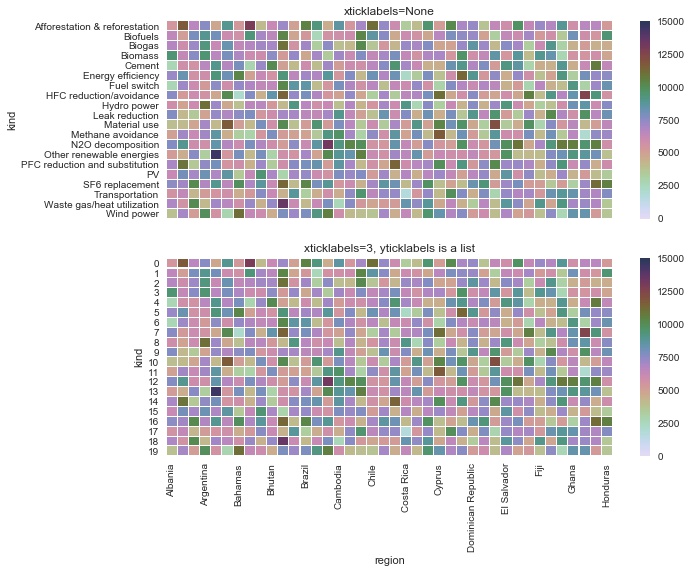 xticklabels=None
Afforestation & reforestation
Biofuels
Biogas
Biomass
Cement
Energy efficiency
Fuel switch
HFC reduction/avoidance
Hydro power
Leak reduction
Material use
Methane avoidance
N2O decomposition
Other renewable energies
PFC reduction and substitution
PV
SF6 replacement
Transportation
Waste gas/heat utilization
Wind power
kind
15000
12500
10000
7500
5000
2500
0
xticklabels=3, yticklabels is a list
0
1
2
3
4
5
6
7
8
9
10
11
12
13
14
15
16
17
18
19
kind
15000
12500
10000
7500
5000
2500
0
Albania
Argentina
Bahamas
Bhutan
Brazil
Cambodia
Chile
Costa Rica
Cyprus
Dominican Republic
El Salvador
Fiji
Ghana
Honduras
region